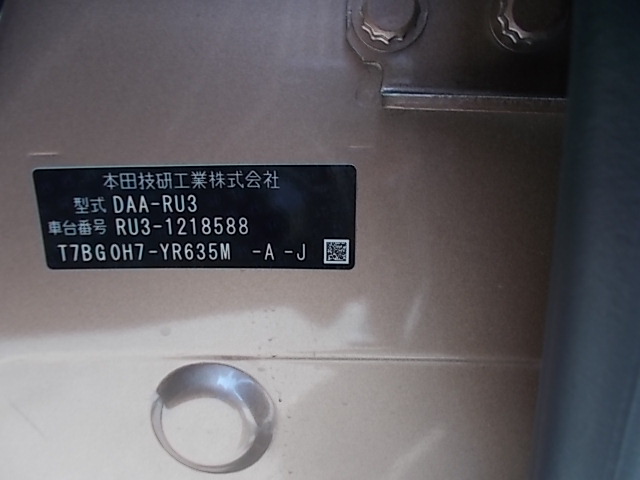 本田技研工業株式会社
型式 DAA-RU3
車台番号 RU3-1218588
T7BG0H7-YR635M -A -J